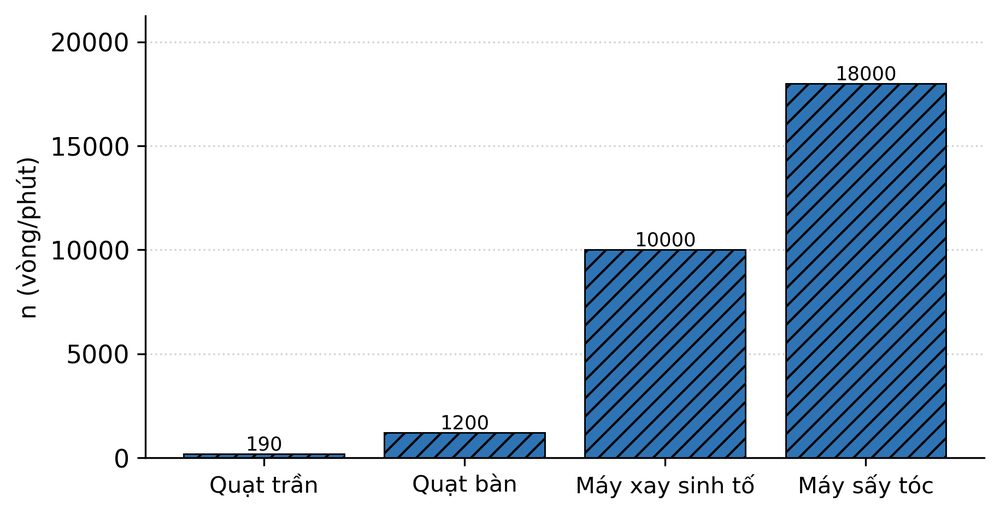 n (vòng/phút)
20000
15000
10000
5000
0
190
1200
10000
18000
Quạt trần
Quạt bàn
Máy xay sinh tố
Máy sấy tóc